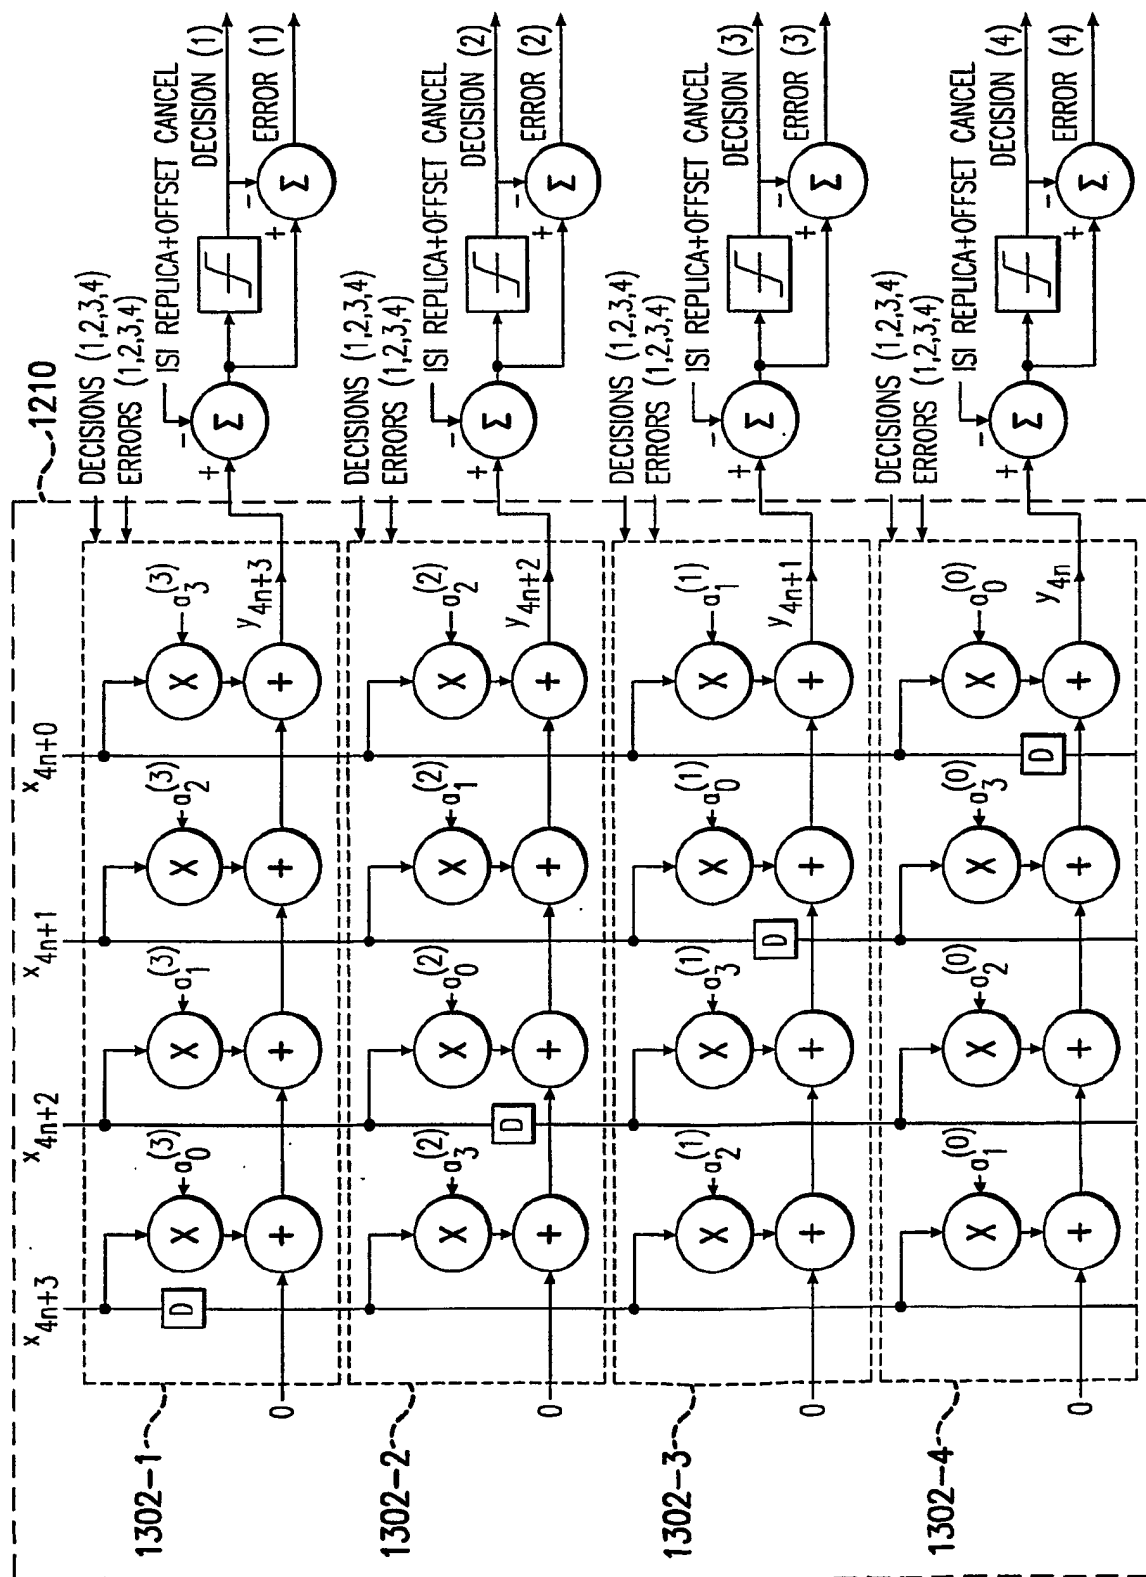 1210
x4n+3
x4n+2
x4n+1
x4n+0
1302-1
0
D
X
+
a0(3)
X
+
a1(3)
X
+
a2(3)
X
+
a3(3)
y4n+3
DECISIONS (1,2,3,4)
ERRORS (1,2,3,4)
ISI REPLICA+OFFSET CANCEL
+
-
Σ
DECISION (1)
+
-
Σ
ERROR (1)
1302-2
0
X
+
a3(2)
D
X
+
a0(2)
X
+
a1(2)
X
+
a2(2)
y4n+2
DECISIONS (1,2,3,4)
ERRORS (1,2,3,4)
ISI REPLICA+OFFSET CANCEL
+
-
Σ
DECISION (2)
+
-
Σ
ERROR (2)
1302-3
0
X
+
a2(1)
X
+
a3(1)
D
X
+
a0(1)
X
+
a1(1)
y4n+1
DECISIONS (1,2,3,4)
ERRORS (1,2,3,4)
ISI REPLICA+OFFSET CANCEL
+
-
Σ
DECISION (3)
+
-
Σ
ERROR (3)
1302-4
0
X
+
a1(0)
X
+
a2(0)
X
+
a3(0)
D
X
+
a0(0)
y4n
DECISIONS (1,2,3,4)
ERRORS (1,2,3,4)
ISI REPLICA+OFFSET CANCEL
+
-
Σ
DECISION (4)
+
-
Σ
ERROR (4)